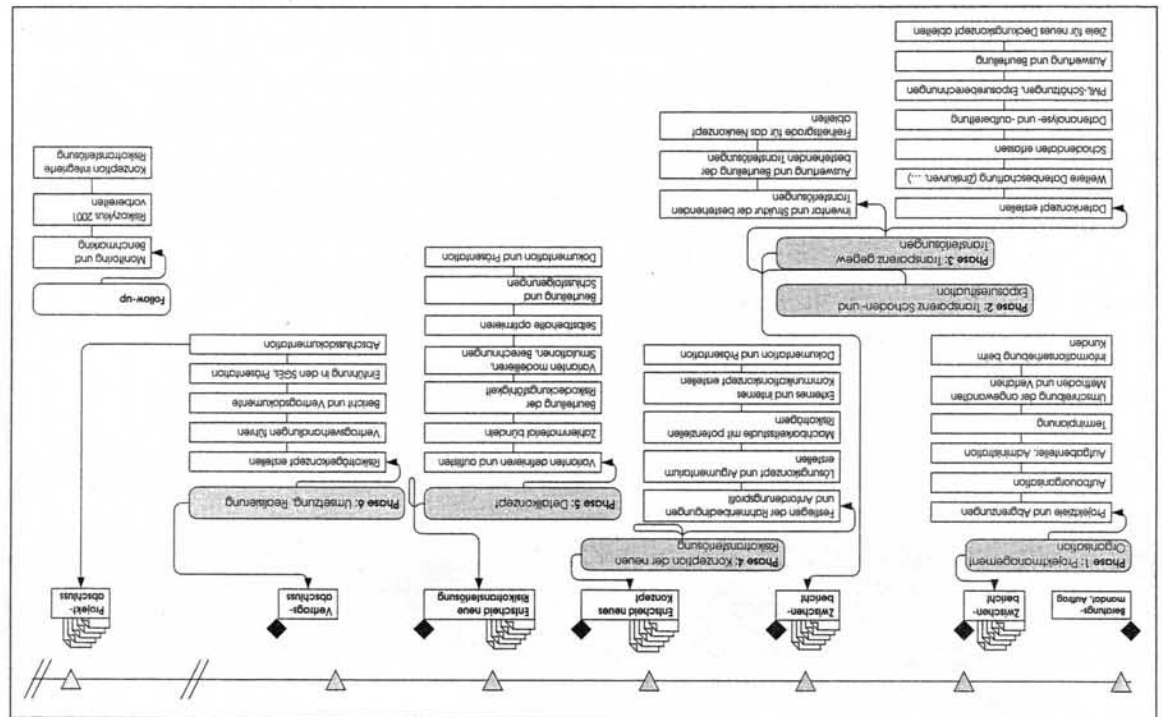 Beratungs-
mandat, Auftrag
Zwischen-
bericht
Zwischen-
bericht
Entscheid neues
Konzept
Entscheid neue
Risikotransferlösung
Vertrags-
abschluss
Projekt-
abschluss
Phase 1: Projektmanagement
Organisation
Projektziele und Abgrenzungen
Aufbauorganisation
Aufgabenteiler, Administration
Terminplanung
Umschreibung der angewandten
Methoden und Verfahren
Informationserhebung beim
Kunden
Phase 2: Transparenz Schaden- und
Exposuresituation
Datenkonzept erstellen
Weitere Datenbeschaffung (Zinskurven, ...)
Schadendaten erfassen
Datenanalyse- und -aufbereitung
PML-Schätzungen, Exposureberechnungen
Auswertung und Beurteilung
Ziele für neues Deckungskonzept ableiten
Phase 3: Transparenz gegenw.
Transferlösungen
Inventar und Struktur der bestehenden
Transferlösungen
Auswertung und Beurteilung der
bestehenden Transferlösungen
Freiheitsgrade für das Neukonzept
ableiten
Phase 4: Konzeption der neuen
Risikotransferlösung
Festlegen der Rahmenbedingungen
und Anforderungsprofil
Lösungskonzept und Argumentarium
erstellen
Machbarkeitsstudie mit potenziellen
Risikoträgern
Externes und internes
Kommunikationskonzept erstellen
Dokumentation und Präsentation
Phase 5: Detailkonzept
Varianten definieren und auflisten
Zahlenmaterial bündeln
Beurteilung der
Risikodeckungsfähigkeit
Varianten modellieren,
Simulationen, Berechnungen
Selbstbehalte optimieren
Beurteilung und
Schlussfolgerungen
Dokumentation und Präsentation
Phase 6: Umsetzung, Realisierung
Risikoträgerkonzept erstellen
Vertragsverhandlungen führen
Bericht und Vertragsdokumente
Einführung in den SGEs, Präsentation
Abschlussdokumentation
Follow-up
Monitoring und
Benchmarking
Risikozyklus 2001
vorbereiten
Konzeption integrierte
Risikotransferlösung